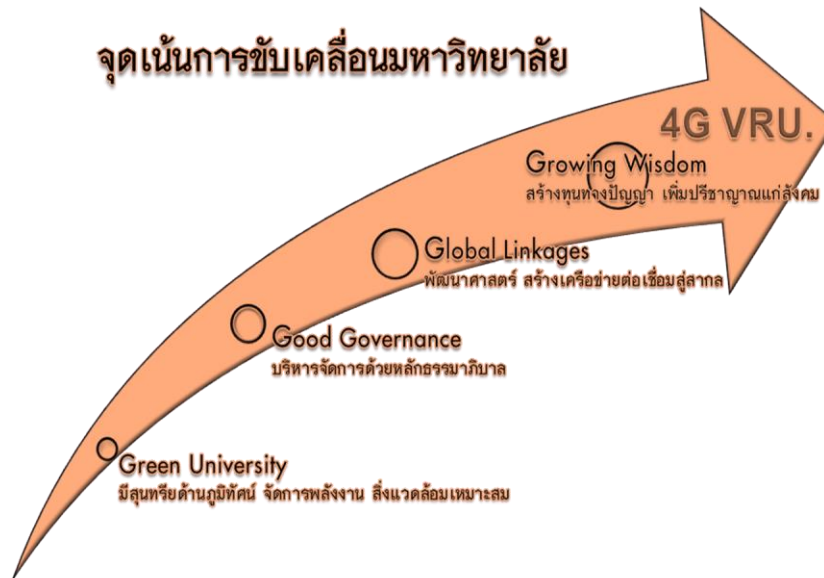 จุดเน้นการขับเคลื่อนมหาวิทยาลัย
4G VRU.
Growing Wisdom
สร้างทุนทางปัญญา เพิ่มปรีชาญาณแก่สังคม
Global Linkages
พัฒนาศาสตร์ สร้างเครือข่ายต่อเชื่อมสู่สากล
Good Governance
บริหารจัดการด้วยหลักธรรมาภิบาล
Green University
มีสุนทรียด้านภูมิทัศน์ จัดการพลังงาน สิ่งแวดล้อมเหมาะสม